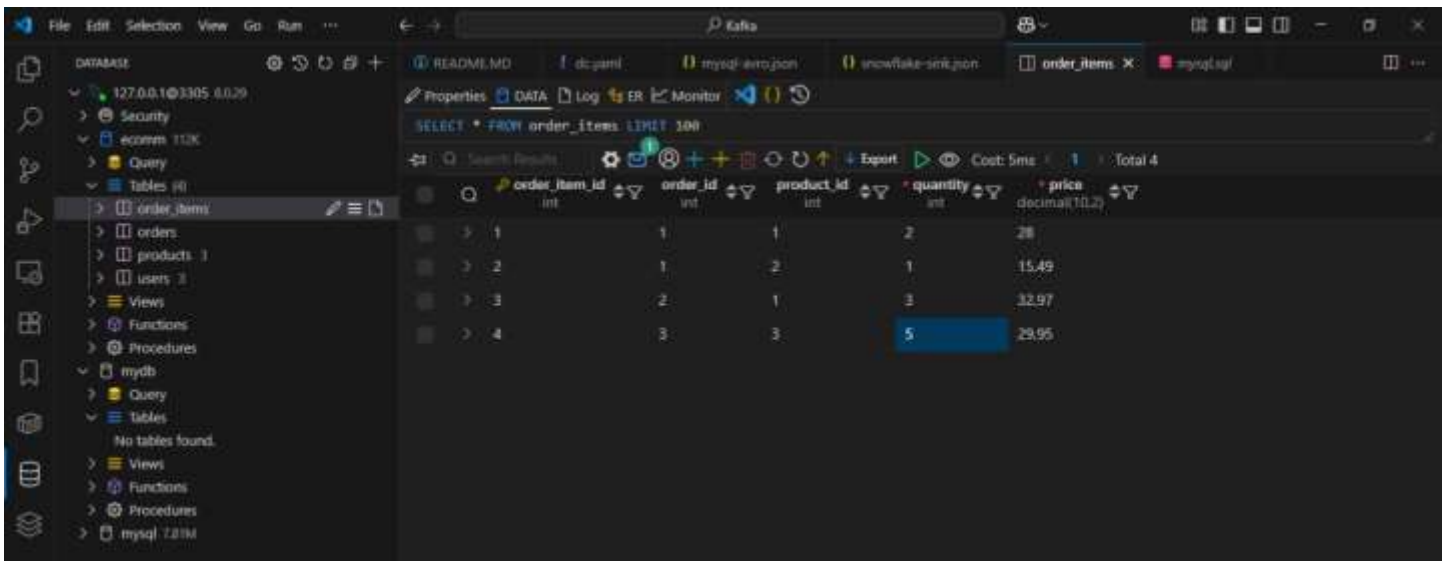 File Edit Selection View Go Run ... Kafka
DATABASE
README.MD dc.yaml mysql-avro.json snowflake-sink.json order_items mysql.sql
127.0.0.1@3305 8.0.29
Properties DATA Log ER Monitor
Security
SELECT * FROM order_items LIMIT 100
ecomm 112K
Query
1
Search Results Export Cost: 5ms 1 Total 4
Tables (4)
order_item_id order_id product_id * quantity * price
int int int int decimal(10,2)
order_items
orders
products 3
users 3
Views
Functions
Procedures
1 1 1 2 28
2 1 2 1 15.49
3 2 1 3 32.97
4 3 3 5 29.95
mydb
Query
Tables
No tables found.
Views
Functions
Procedures
mysql 7.81M